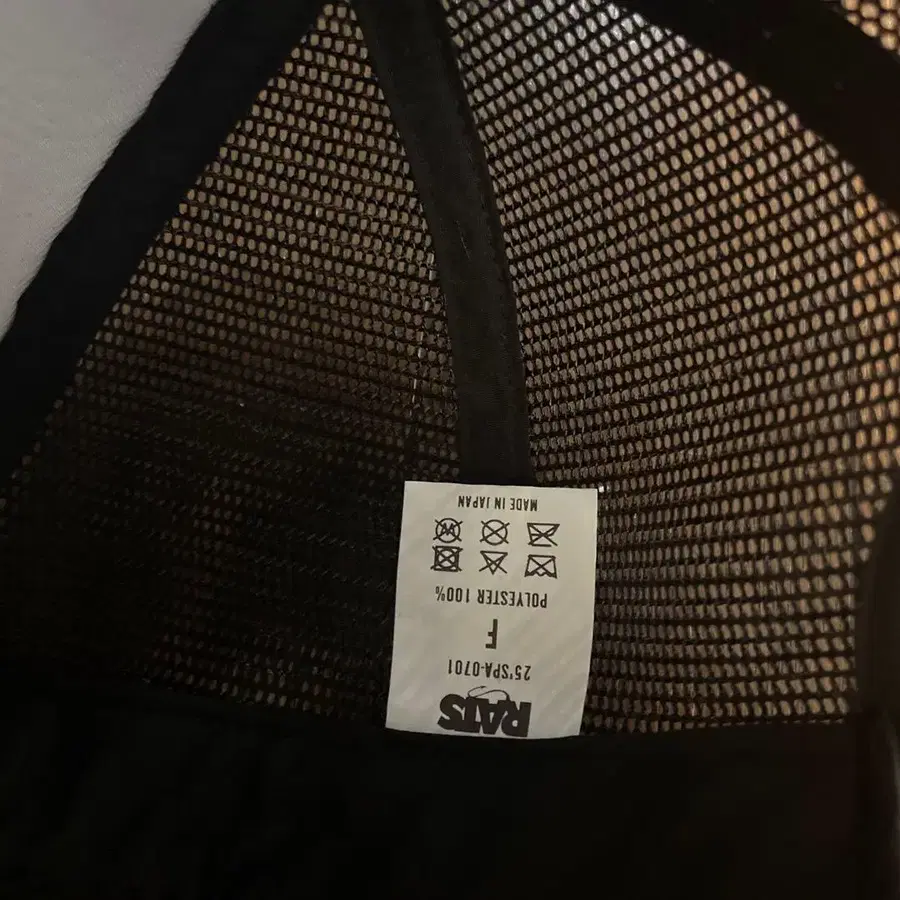 RATS
25'SPA-0701
F
POLYESTER 100%
MADE IN JAPAN